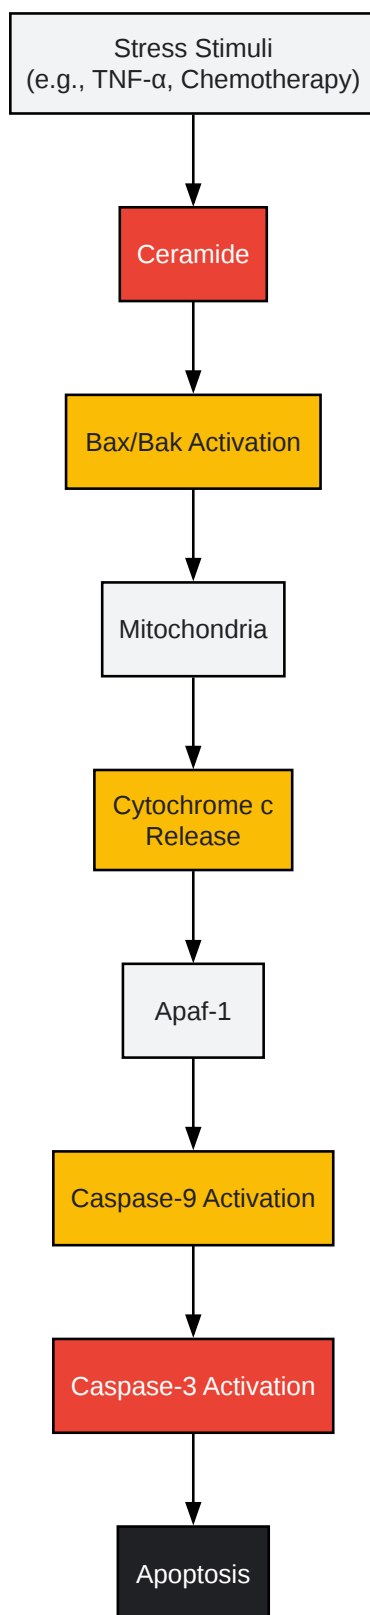 Stress Stimuli
(e.g., TNF-α, Chemotherapy)
Ceramide
Bax/Bak Activation
Mitochondria
Cytochrome c
Release
Apaf-1
Caspase-9 Activation
Caspase-3 Activation
Apoptosis